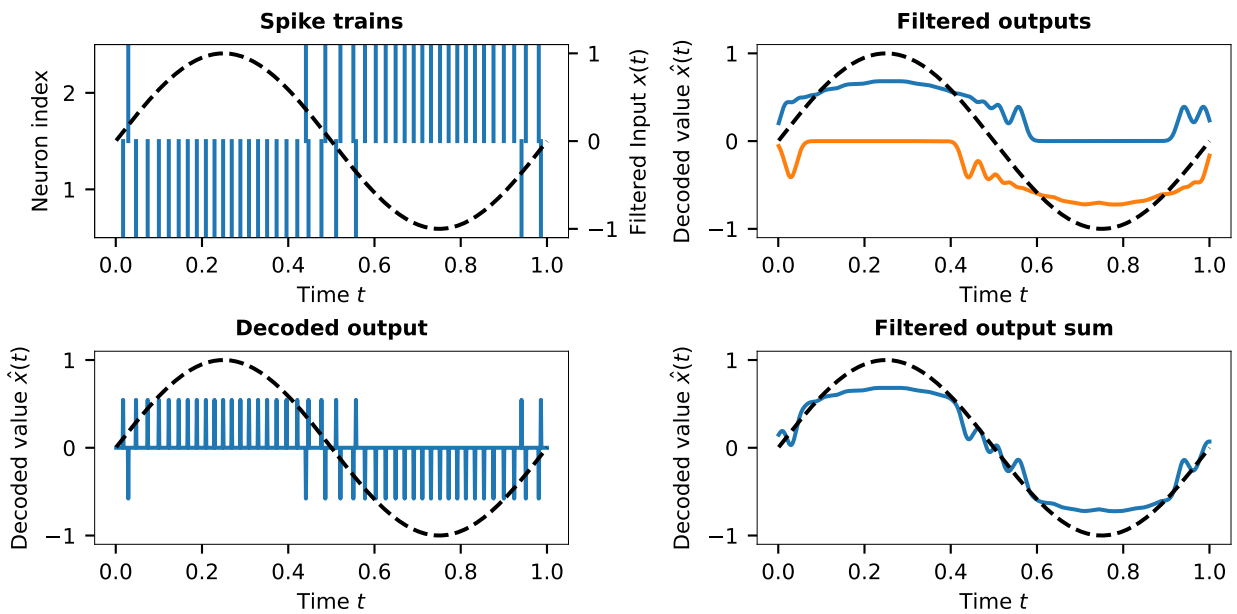 Spike trains
Neuron index
2
1
1
0
−1
Filtered Input x(t)
0.0 0.2 0.4 0.6 0.8 1.0
Time t
Filtered outputs
Decoded value x̂(t)
1
0
−1
0.0 0.2 0.4 0.6 0.8 1.0
Time t
Decoded output
Decoded value x̂(t)
1
0
−1
0.0 0.2 0.4 0.6 0.8 1.0
Time t
Filtered output sum
Decoded value x̂(t)
1
0
−1
0.0 0.2 0.4 0.6 0.8 1.0
Time t